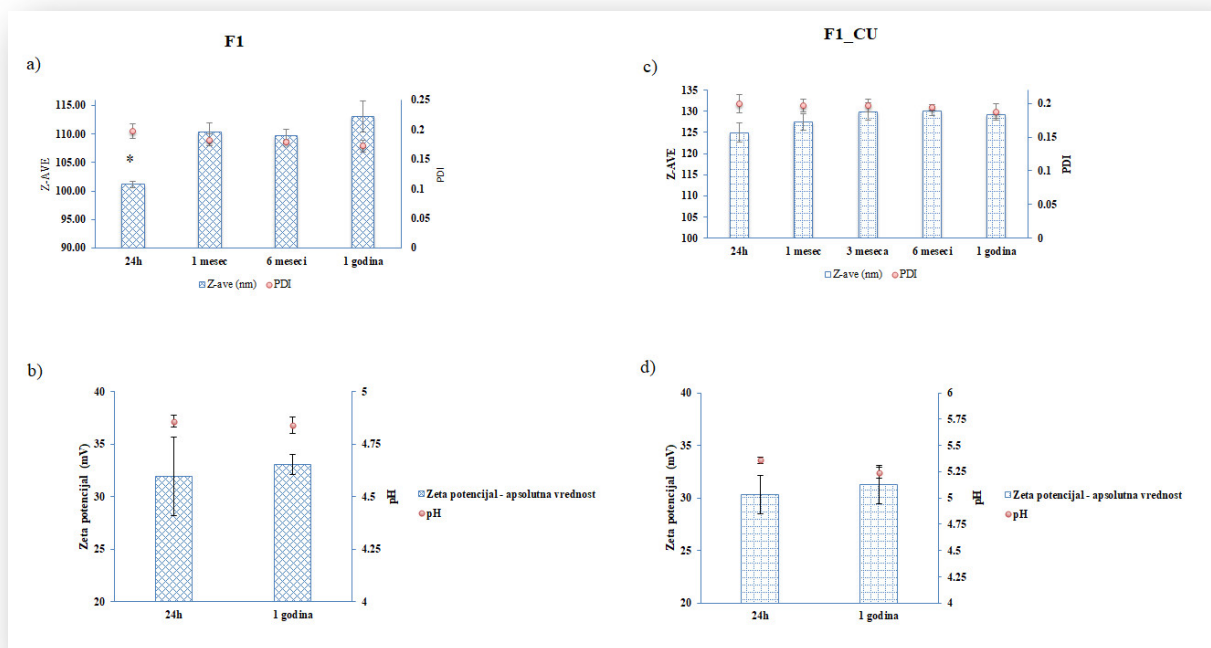 F1
a)
115.00
110.00
105.00
100.00
95.00
90.00
Z-AVE
*
0.25
0.2
0.15
0.1
0.05
0
PDI
24h 1 mesec 6 meseci 1 godina
Z-ave (nm) PDI
b)
40
35
30
25
20
Zeta potencijal (mV)
5
4.75
4.5
4.25
4
pH
24h 1 godina
Zeta potencijal - apsolutna vrednost
pH
F1_CU
c)
135
130
125
120
115
110
105
100
Z-AVE
0.2
0.15
0.1
0.05
0
PDI
24h 1 mesec 3 meseca 6 meseci 1 godina
Z-ave (nm) PDI
d)
40
35
30
25
20
Zeta potencijal (mV)
6
5.75
5.5
5.25
5
4.75
4.5
4.25
4
pH
24h 1 godina
Zeta potencijal - apsolutna vrednost
pH